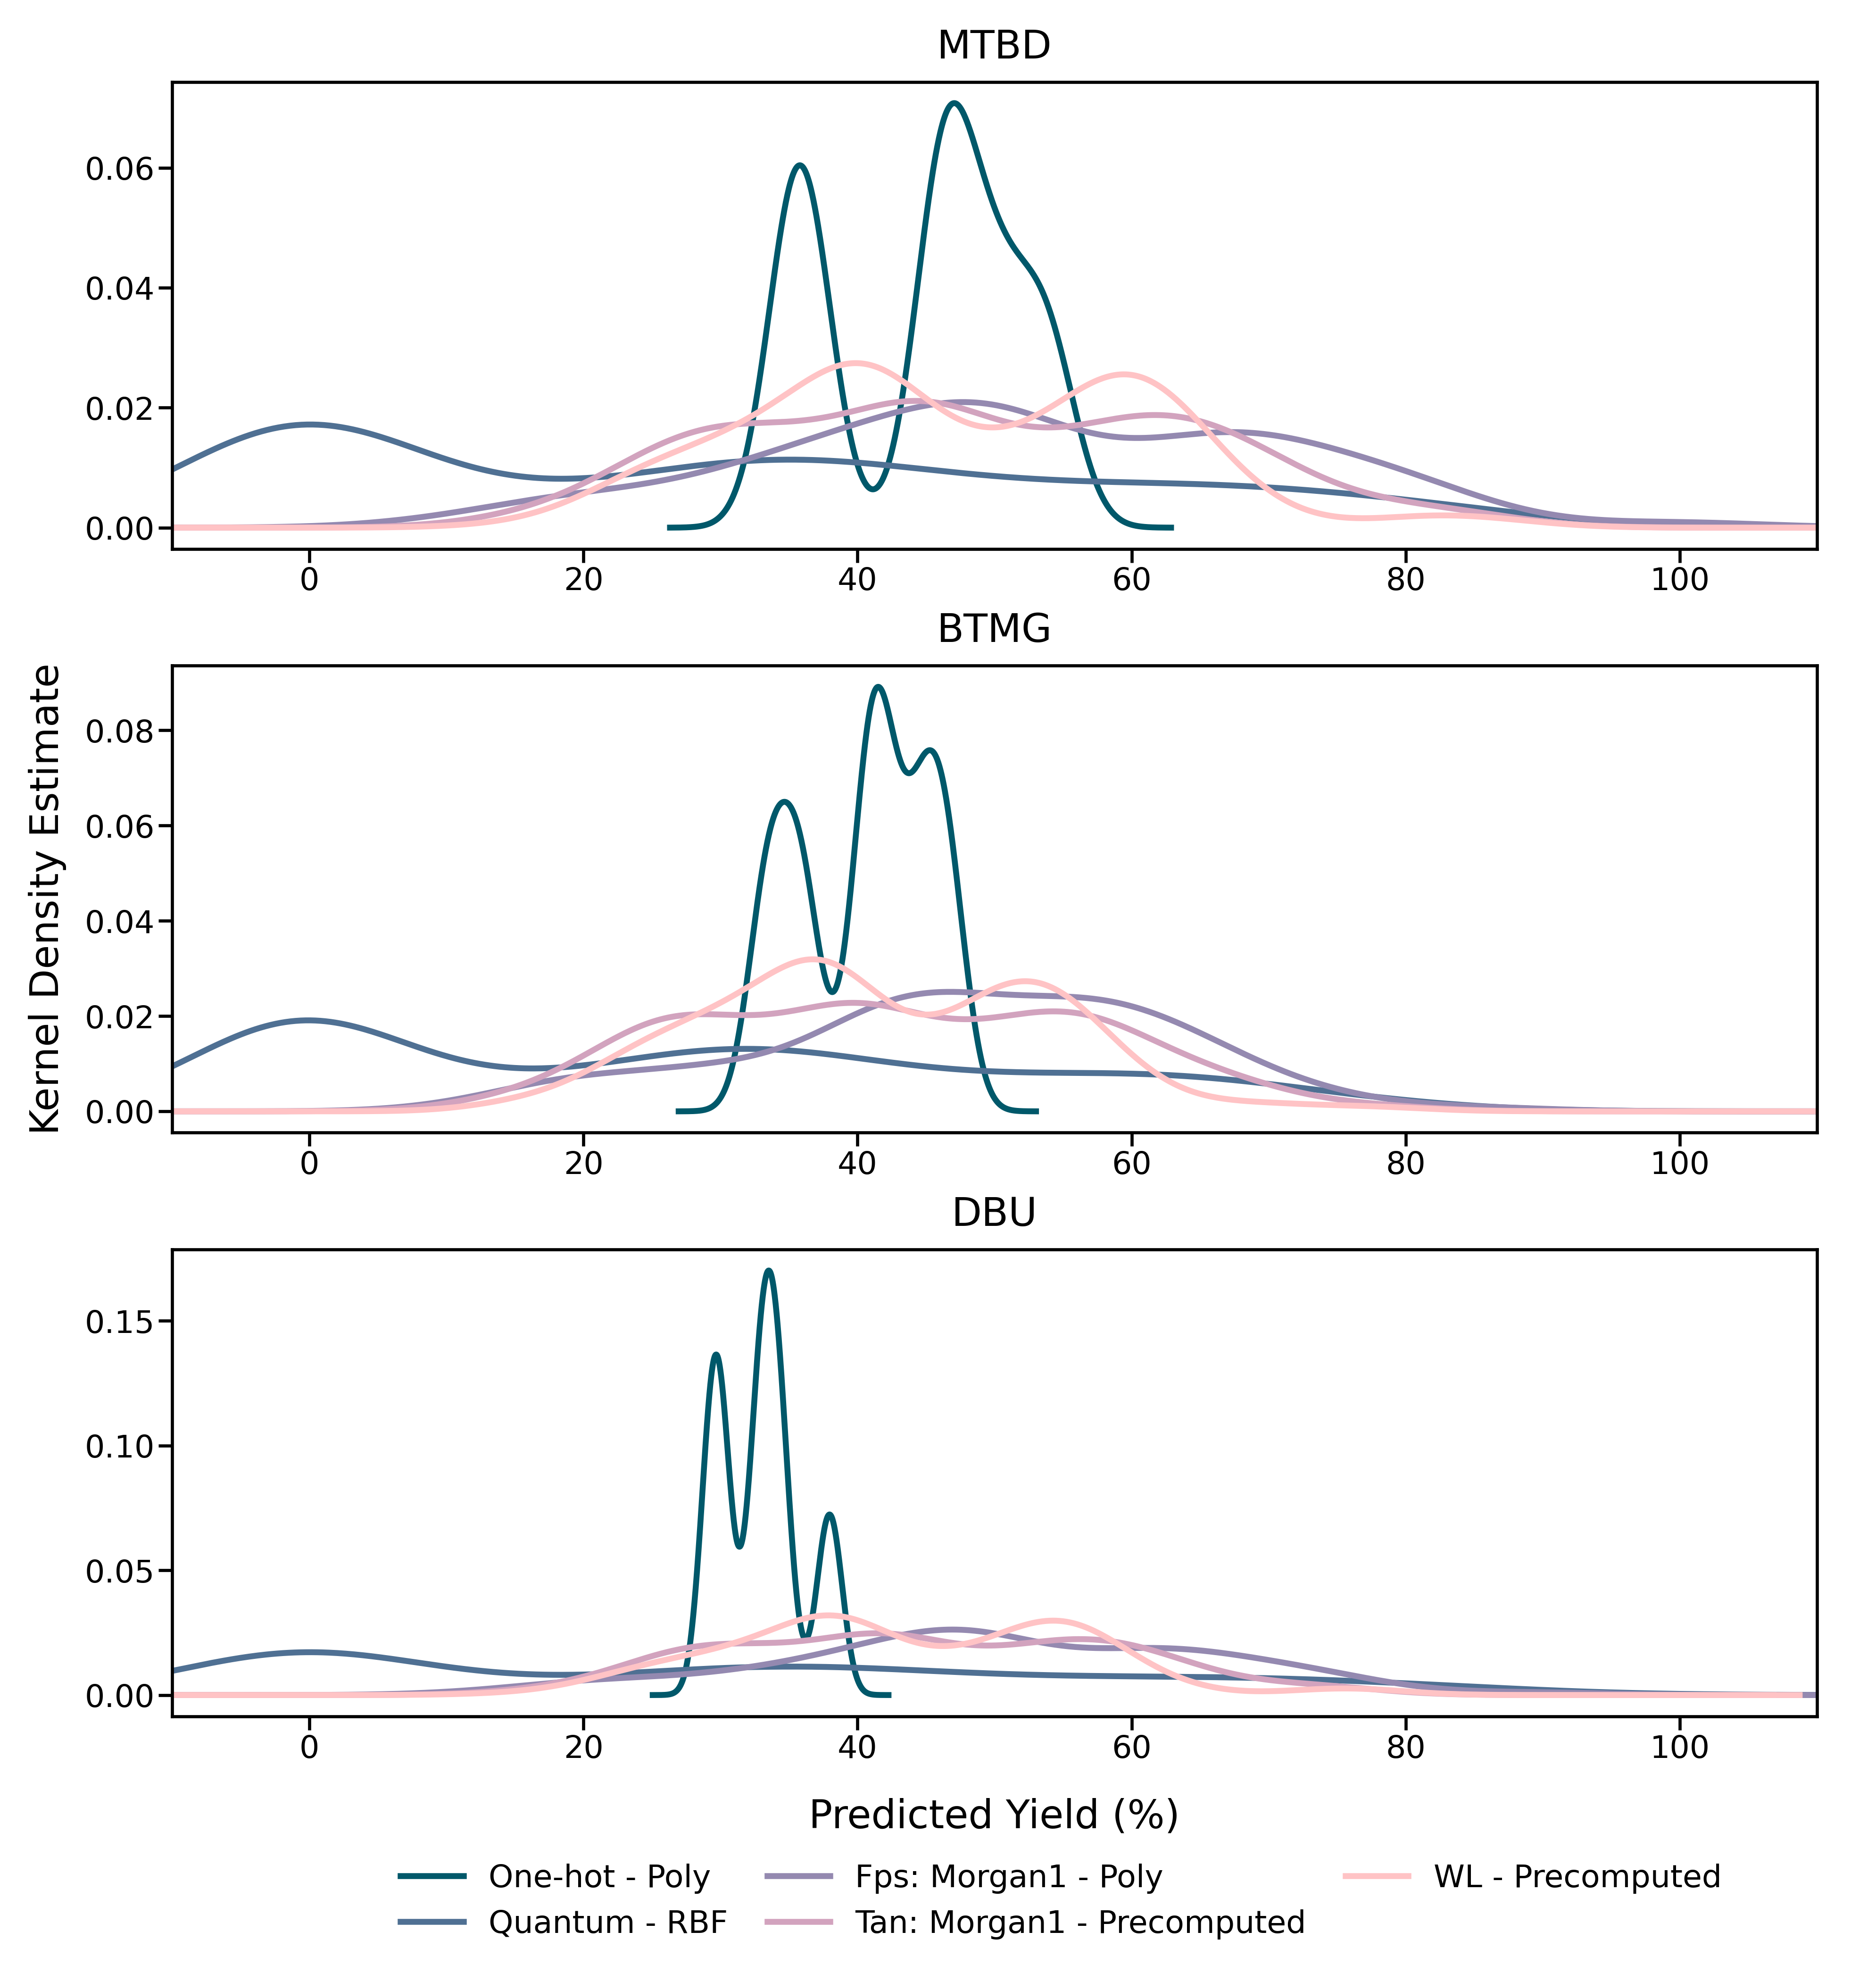 MTBD
0.06
0.04
0.02
0.00
0 20 40 60 80 100
BTMG
Kernel Density Estimate
0.08
0.06
0.04
0.02
0.00
0 20 40 60 80 100
DBU
0.15
0.10
0.05
0.00
0 20 40 60 80 100
Predicted Yield (%)
One-hot - Poly Fps: Morgan1 - Poly WL - Precomputed
Quantum - RBF Tan: Morgan1 - Precomputed